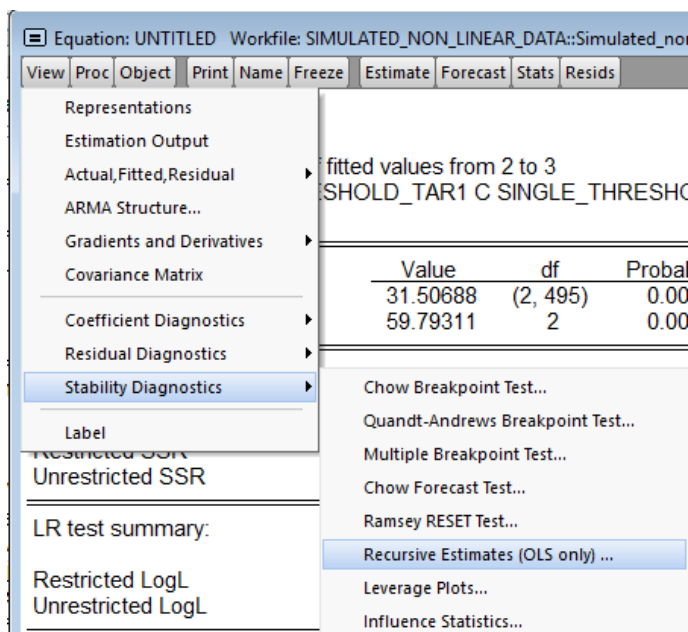 Equation: UNTITLED Workfile: SIMULATED_NON_LINEAR_DATA::Simulated_no
View Proc Object Print Name Freeze Estimate Forecast Stats Resids
Representations
Estimation Output
Actual,Fitted,Residual
fitted values from 2 to 3
ARMA Structure...
SHOLD_TAR1 C SINGLE_THRESHO
Gradients and Derivatives
Covariance Matrix
Value df Probal
31.50688 (2, 495) 0.00
59.79311 2 0.00
Coefficient Diagnostics
Residual Diagnostics
Stability Diagnostics
Label
Chow Breakpoint Test...
Quandt-Andrews Breakpoint Test...
Multiple Breakpoint Test...
Chow Forecast Test...
Ramsey RESET Test...
Recursive Estimates (OLS only) ...
Leverage Plots...
Influence Statistics...
Restricted SSR
Unrestricted SSR
LR test summary:
Restricted LogL
Unrestricted LogL